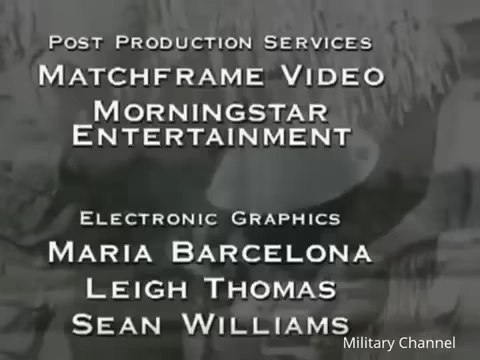 Post Production Services
Matchframe Video
Morningstar
Entertainment
Electronic Graphics
Maria Barcelona
Leigh Thomas
Sean Williams
Military Channel